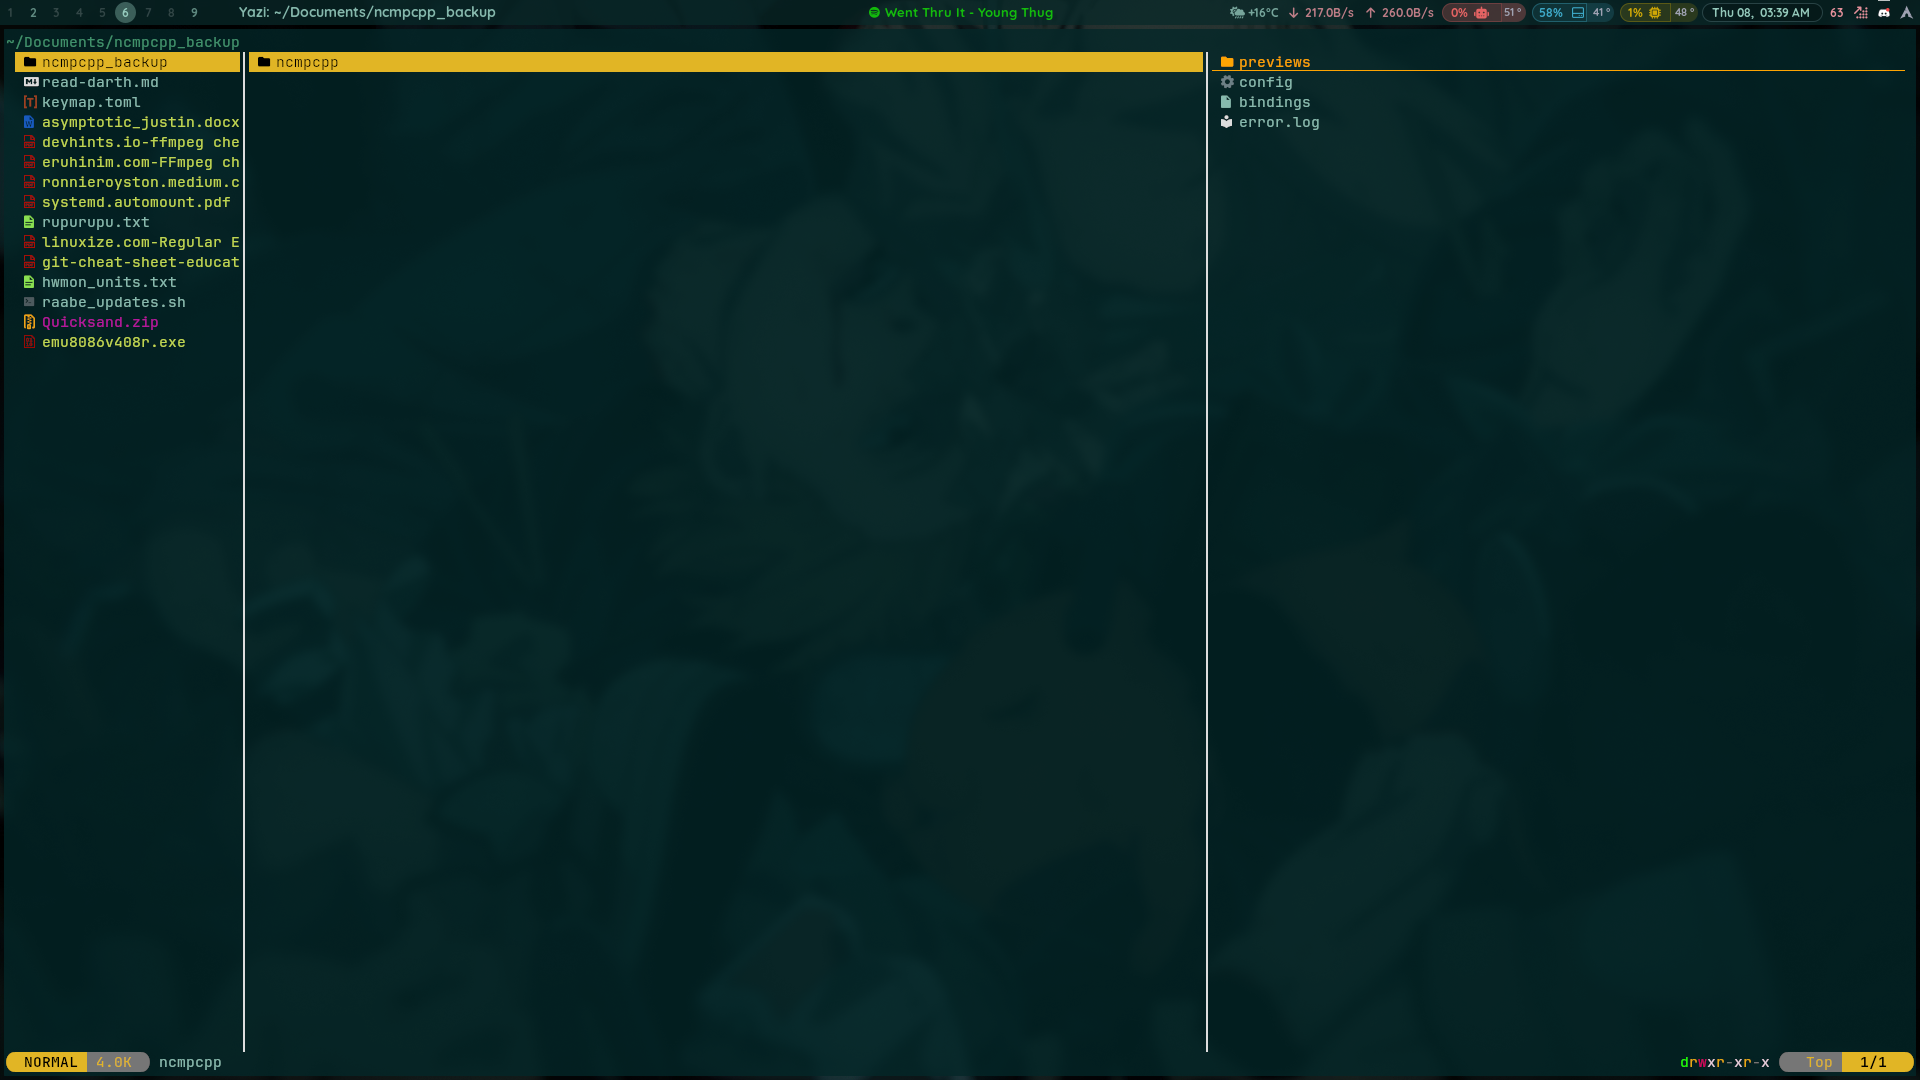 1 2 3 4 5 6 7 8 9 Yazi: ~/Documents/ncmpcpp_backup Went Thru It - Young Thug +16°C ↓ 217.0B/s ↑ 260.0B/s 0% 51° 58% 41° 1% 48° Thu 08, 03:39 AM 63
~/Documents/ncmpcpp_backup
ncmpcpp_backup ncmpcpp previews
read-darth.md config
keymap.toml bindings
asymptotic_justin.docx error.log
devhints.io-ffmpeg che
eruhinim.com-FFmpeg ch
ronnieroyston.medium.c
systemd.automount.pdf
rupurupu.txt
linuxize.com-Regular E
git-cheat-sheet-educat
hwmon_units.txt
raabe_updates.sh
Quicksand.zip
emu8086v408r.exe
NORMAL 4.0K ncmpcpp drwxr-xr-x Top 1/1